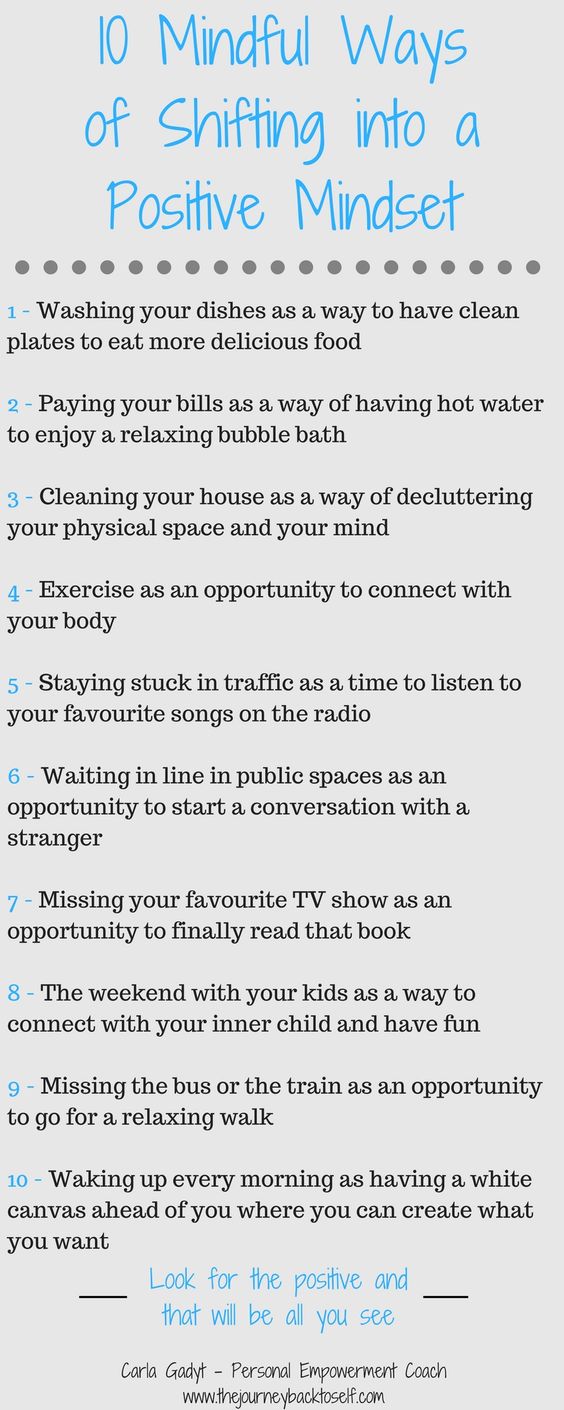 10 Mindful Ways
of Shifting into a
Positive Mindset
1 - Washing your dishes as a way to have clean
plates to eat more delicious food
2 - Paying your bills as a way of having hot water
to enjoy a relaxing bubble bath
3 - Cleaning your house as a way of decluttering
your physical space and your mind
4 - Exercise as an opportunity to connect with
your body
5 - Staying stuck in traffic as a time to listen to
your favourite songs on the radio
6 - Waiting in line in public spaces as an
opportunity to start a conversation with a
stranger
7 - Missing your favourite TV show as an
opportunity to finally read that book
8 - The weekend with your kids as a way to
connect with your inner child and have fun
9 - Missing the bus or the train as an opportunity
to go for a relaxing walk
10 - Waking up every morning as having a white
canvas ahead of you where you can create what
you want
Look for the positive and
that will be all you see
Carla Gadyt - Personal Empowerment Coach
www.thejourneybacktoself.com